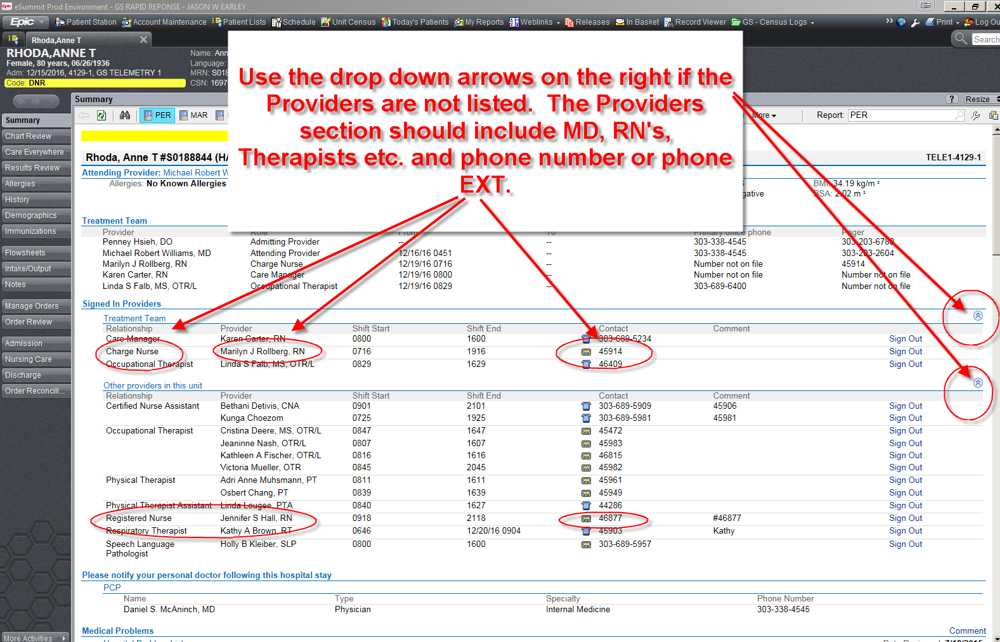 Epic eSummit Prod Environment - GS RAPID REPONSE - JASON W EARLEY
Epic Patient Station Account Maintenance Patient Lists Schedule Unit Census Today's Patients My Reports Weblinks Releases In Basket Record Viewer GS - Census Logs Print Log Ou
Rhoda,Anne T
Search
RHODA,ANNE T
Female, 80 years, 06/26/1936
Adm: 12/15/2016, 4129-1, GS TELEMETRY 1
Code: DNR
Name: Ann
Language:
MRN: S018
CSN: 1697
Use the drop down arrows on the right if the
Providers are not listed. The Providers
section should include MD, RN's,
Therapists etc. and phone number or phone
EXT.
Summary
? Resize
PER MAR
More
Report: PER
Summary
Chart Review
Care Everywhere
Results Review
Allergies
History
Demographics
Immunizations
Flowsheets
Intake/Output
Notes
Manage Orders
Order Review
Admission
Nursing Care
Discharge
Order Reconcili...
More Activities
Rhoda, Anne T #S0188844 (HA
TELE1-4129-1
Attending Provider: Michael Robert W
Allergies: No Known Allergies
BMI: 34.19 kg/m ²
gative
BSA: 2.02 m ²
Treatment Team
Provider Role From To Primary office phone Pager
Penney Hsieh, DO Admitting Provider -- -- 303-338-4545 303-203-6780
Michael Robert Williams, MD Attending Provider 12/16/16 0451 -- 303-338-4545 303-203-2604
Marilyn J Rollberg, RN Charge Nurse 12/19/16 0716 -- Number not on file 45914
Karen Carter, RN Care Manager 12/19/16 0800 -- Number not on file Number not on file
Linda S Falb, MS, OTR/L Occupational Therapist 12/19/16 0829 -- 303-689-6400 Number not on file
Signed In Providers
Treatment Team
Relationship Provider Shift Start Shift End Contact Comment
Care Manager Karen Carter, RN 0800 1600 303-689-5234 Sign Out
Charge Nurse Marilyn J Rollberg, RN 0716 1916 45914 Sign Out
Occupational Therapist Linda S Falb, MS, OTR/L 0829 1629 46409 Sign Out
Other providers in this unit
Relationship Provider Shift Start Shift End Contact Comment
Certified Nurse Assistant Bethani Detivis, CNA 0901 2101 303-689-5909 45906 Sign Out
Kunga Choezom 0725 1925 303-689-5981 45981 Sign Out
Occupational Therapist Cristina Deere, MS, OTR/L 0847 1647 45472 Sign Out
Jeaninne Nash, OTR/L 0807 1607 45983 Sign Out
Kathleen A Fischer, OTR/L 0816 1616 46815 Sign Out
Victoria Mueller, OTR 0845 2045 45982 Sign Out
Physical Therapist Adri Anne Muhsmann, PT 0811 1611 45961 Sign Out
Osbert Chang, PT 0839 1639 45949 Sign Out
Physical Therapist Assistant Linda Lougee, PTA 0840 1627 44286 Sign Out
Registered Nurse Jennifer S Hall, RN 0918 2118 46877 #46877 Sign Out
Respiratory Therapist Kathy A Brown, RT 0646 12/20/16 0904 45903 Kathy Sign Out
Speech Language Holly B Kleiber, SLP 0800 1600 303-689-5957 Sign Out
Pathologist
Please notify your personal doctor following this hospital stay
PCP
Name Type Specialty Phone Number
Daniel S. McAninch, MD Physician Internal Medicine 303-338-4545
Medical Problems
Comment